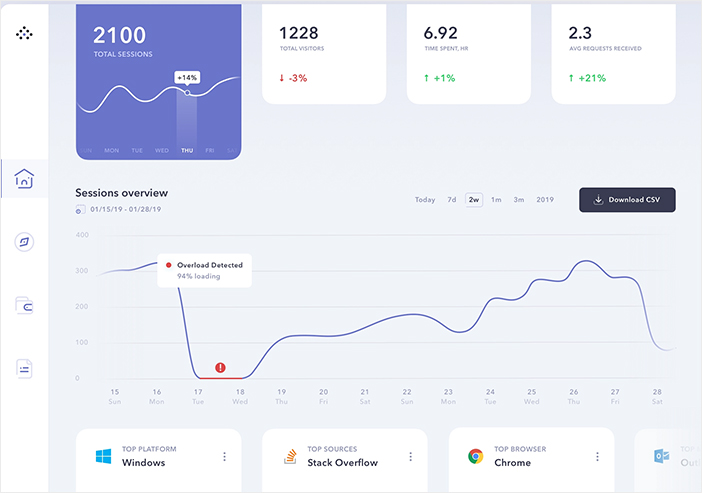 2100
TOTAL SESSIONS
+14%
MON TUE WED THU FRI
1228
TOTAL VISITORS
↓ -3%
6.92
TIME SPENT, HR
↑ +1%
2.3
AVG REQUESTS RECEIVED
↑ +21%
Sessions overview
01/15/19 - 01/28/19
Today 7d 2w 1m 3m 2019
Download CSV
400
300
200
100
0
Overload Detected
94% loading
!
15 16 17 18 19 20 21 22 23 24 25 26 27 28
Sun Mon Tue Wed Thu Fri Sat Sun Mon Tue Wed Thu Fri Sat
TOP PLATFORM
Windows
TOP SOURCES
Stack Overflow
TOP BROWSER
Chrome
TOP